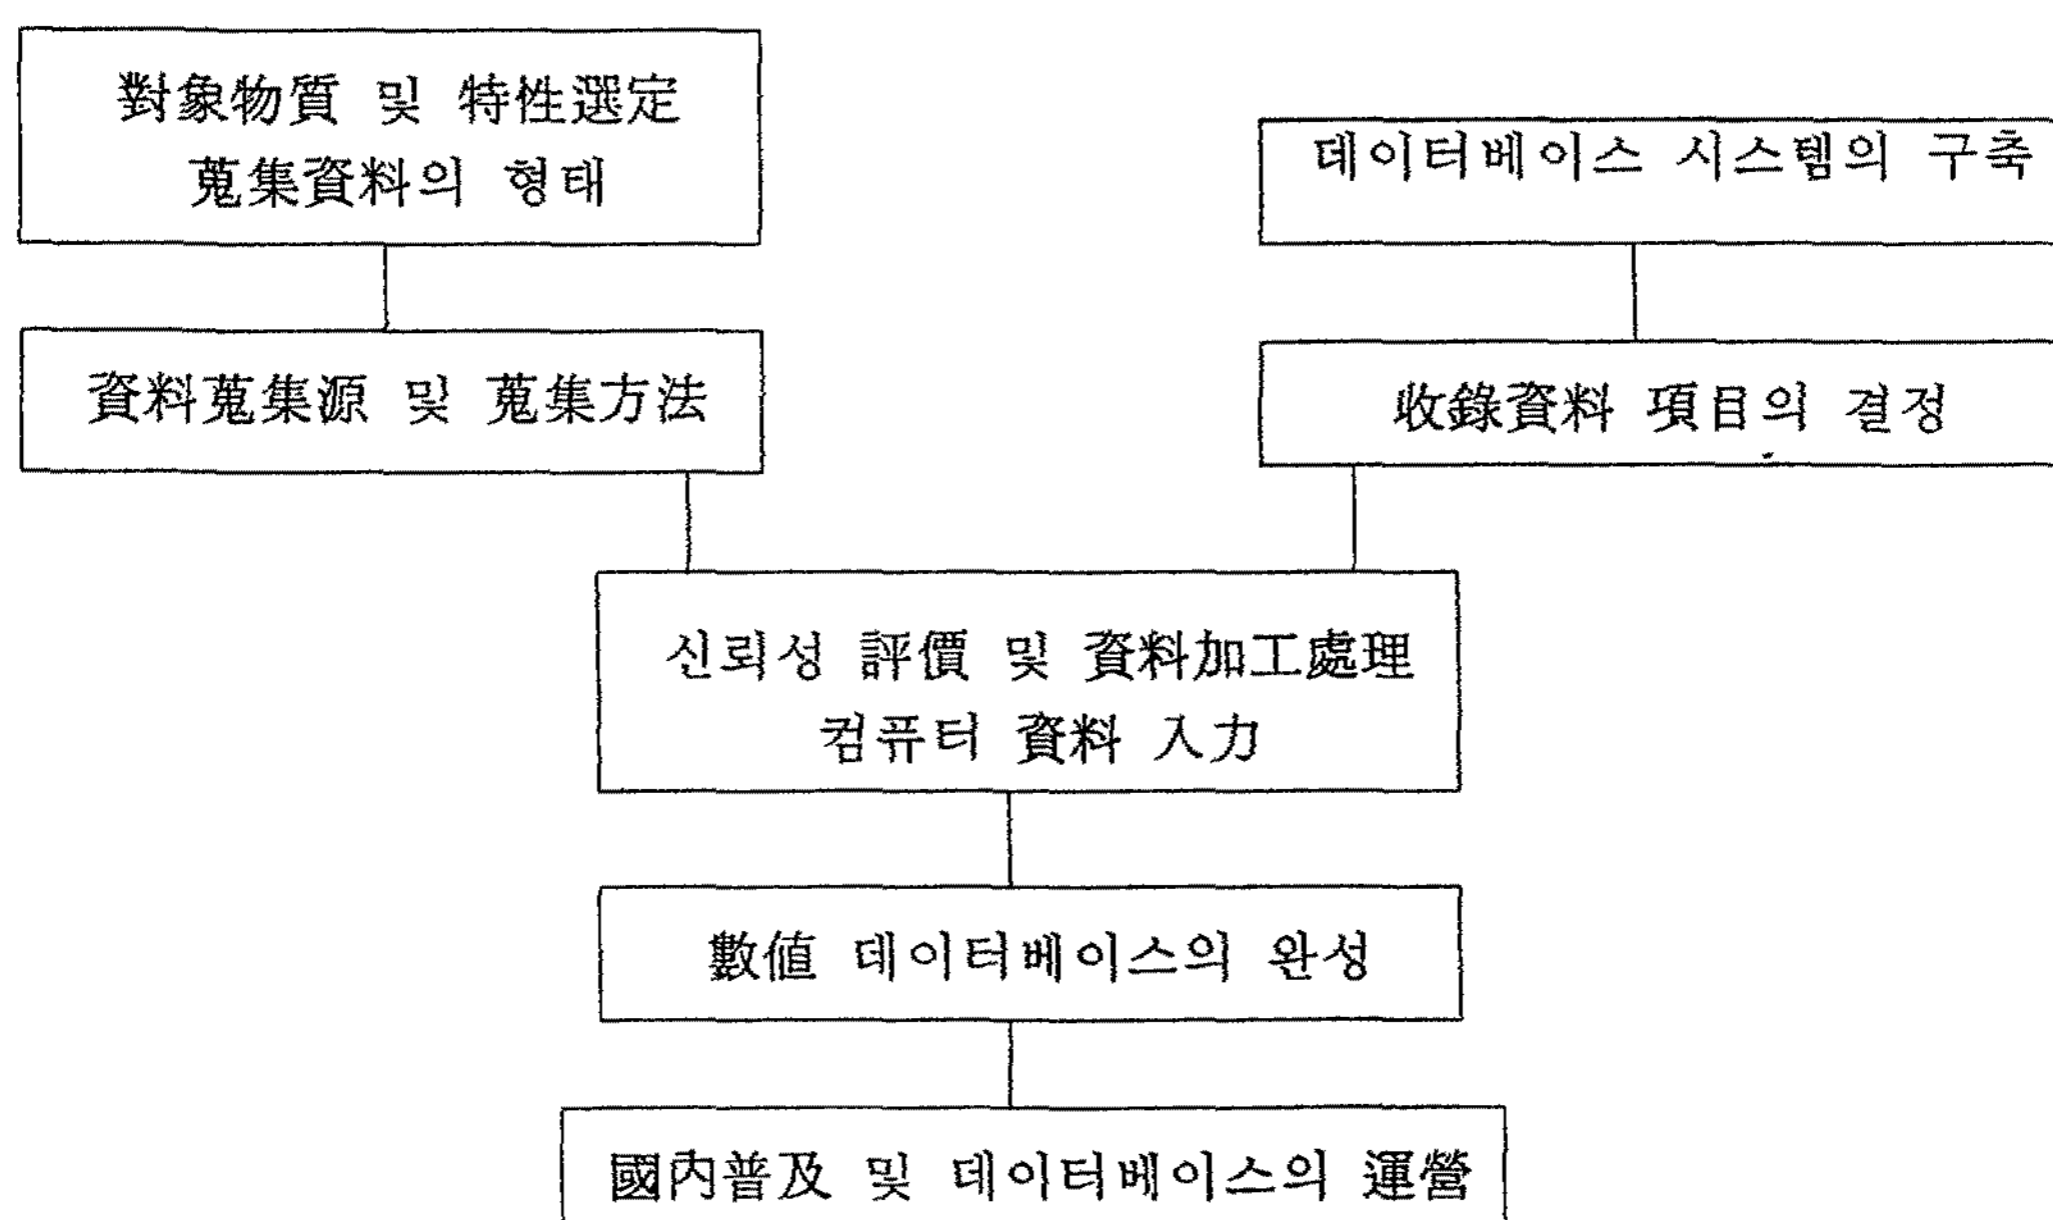 對象物質 및 特性選定
蒐集資料의 형태
데이터베이스 시스템의 구축
資料蒐集源 및 蒐集方法
收錄資料 項目의 결정
신뢰성 評價 및 資料加工處理
컴퓨터 資料 入力
數値 데이터베이스의 완성
國內普及 및 데이터베이스의 運營